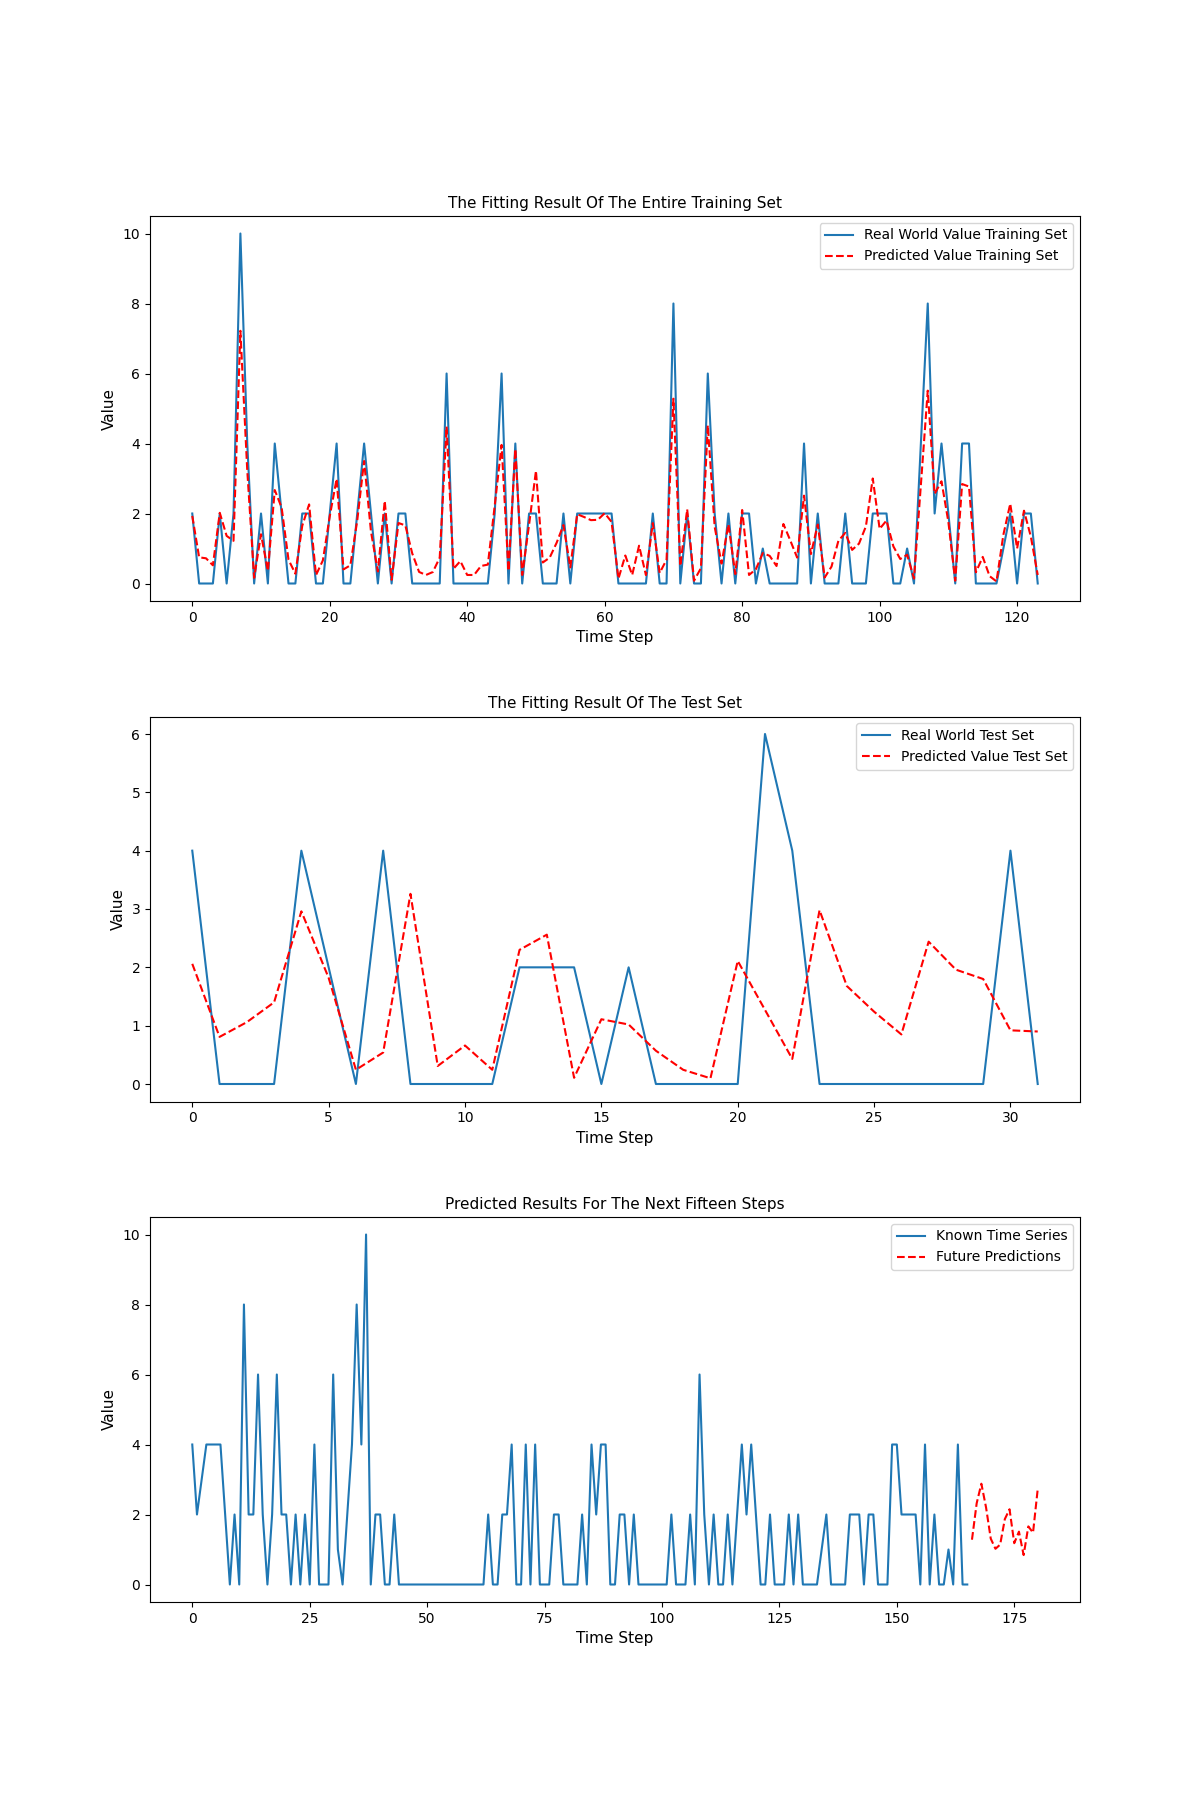 The Fitting Result Of The Entire Training Set
Real World Value Training Set
Predicted Value Training Set
10
8
6
4
2
0
Value
0 20 40 60 80 100 120
Time Step
The Fitting Result Of The Test Set
Real World Test Set
Predicted Value Test Set
6
5
4
3
2
1
0
Value
0 5 10 15 20 25 30
Time Step
Predicted Results For The Next Fifteen Steps
Known Time Series
Future Predictions
10
8
6
4
2
0
Value
0 25 50 75 100 125 150 175
Time Step